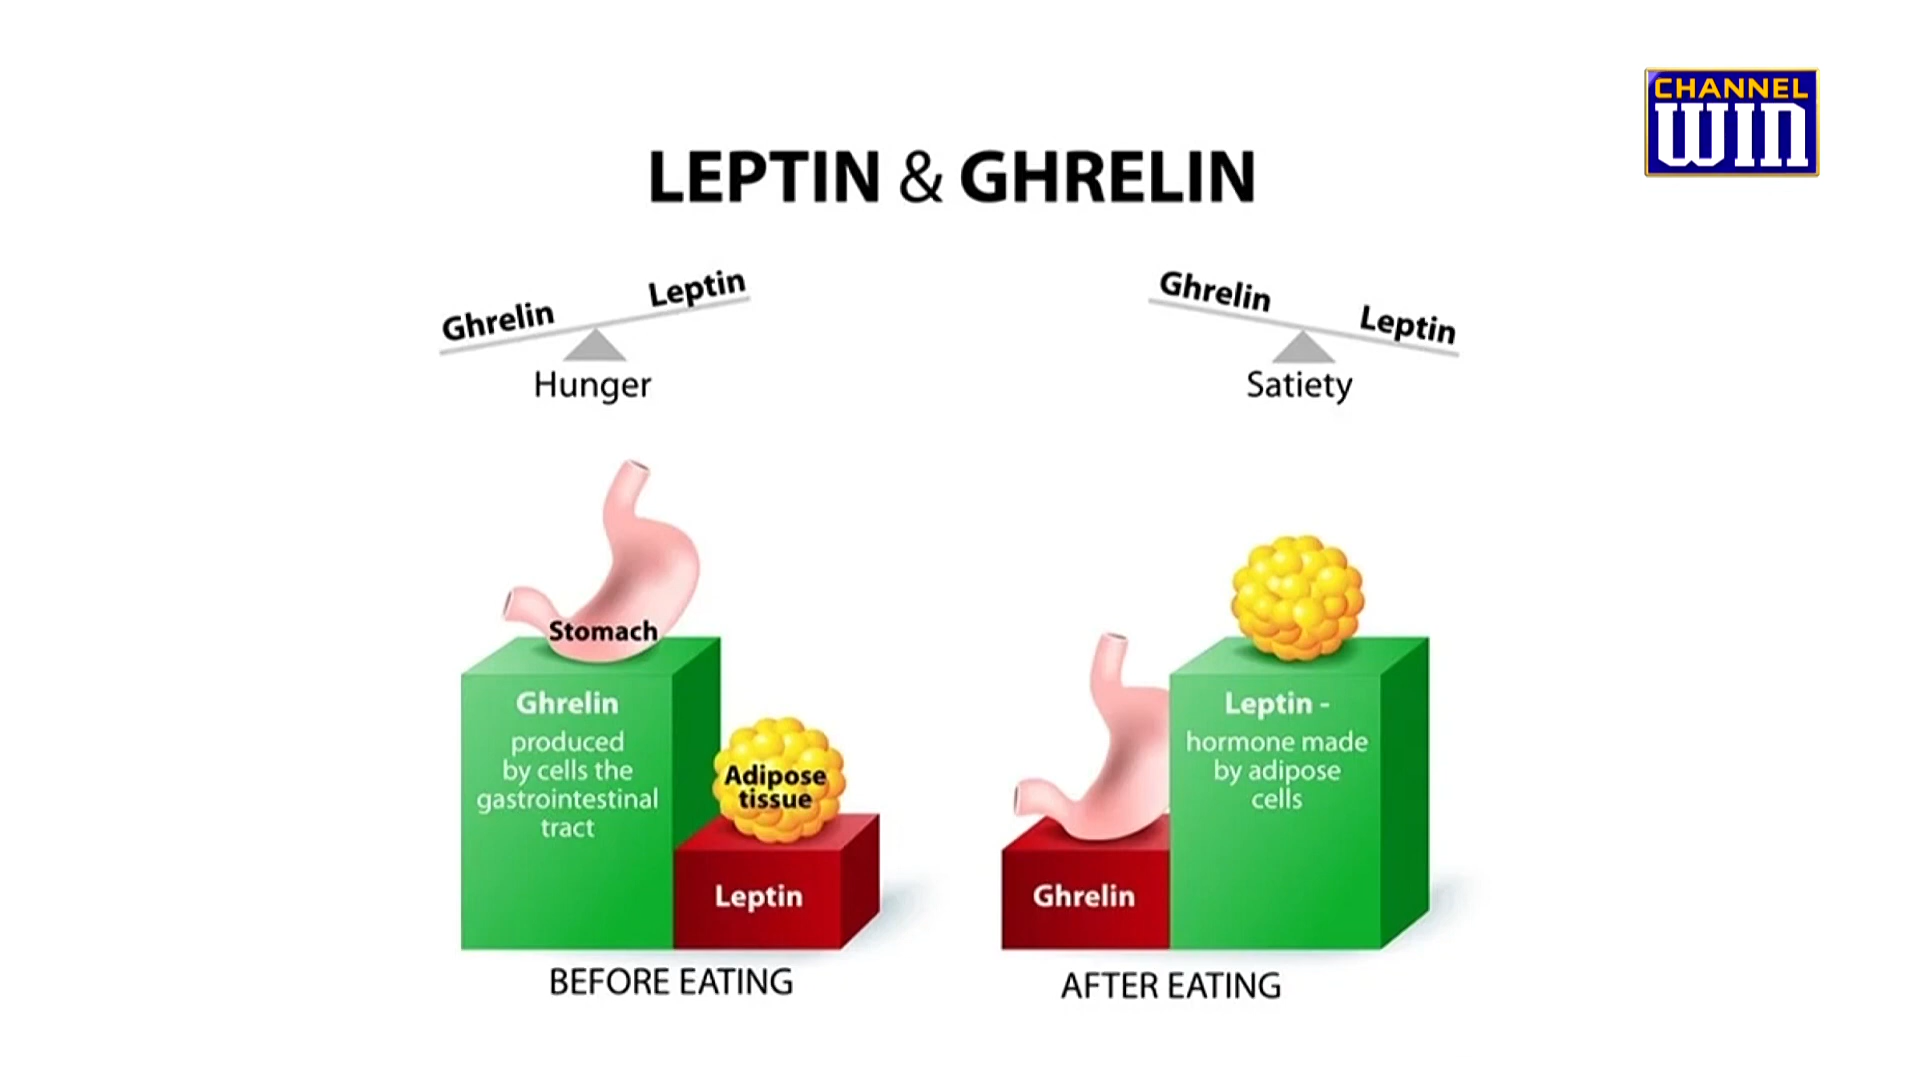 CHANNEL
WIN
LEPTIN & GHRELIN
Ghrelin
Leptin
Hunger
Ghrelin
Leptin
Satiety
Stomach
Ghrelin
produced
by cells the
gastrointestinal
tract
Adipose
tissue
Leptin
BEFORE EATING
Leptin -
hormone made
by adipose
cells
Ghrelin
AFTER EATING